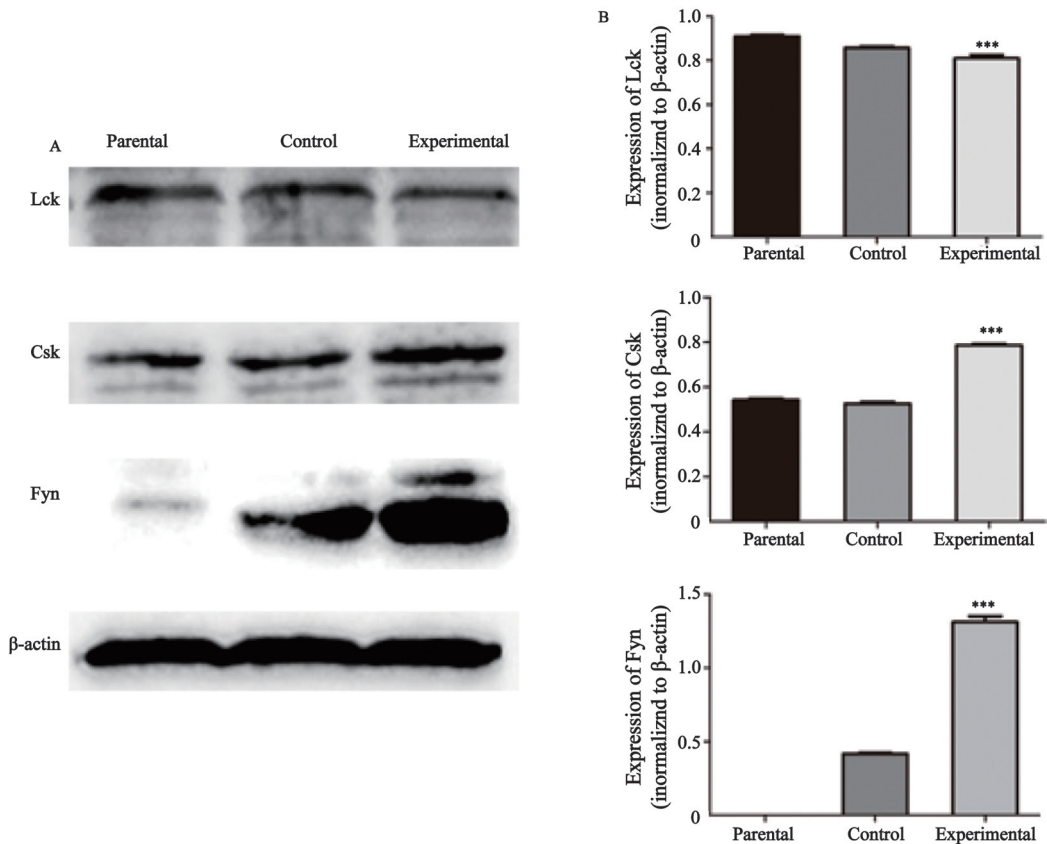 A
Parental Control Experimental
Lck
Csk
Fyn
β-actin
B
Expression of Lck
(inormaliznd to β-actin)
1.0
0.8
0.6
0.4
0.2
0
***
Parental Control Experimental
Expression of Csk
(inormaliznd to β-actin)
1.0
0.8
0.6
0.4
0.2
0
***
Parental Control Experimental
Expression of Fyn
(inormaliznd to β-actin)
1.5
1.0
0.5
0
***
Parental Control Experimental